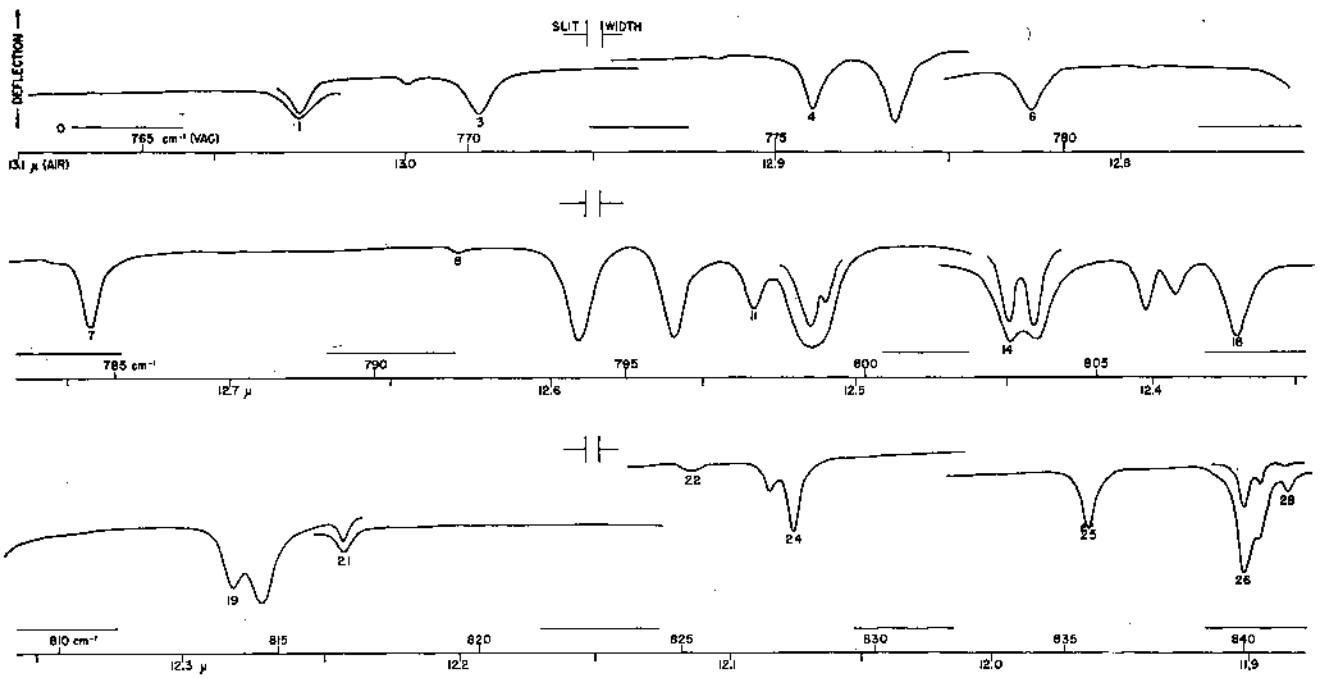 SLIT WIDTH
DEFLECTION
0
1 3 4 6
765 cm⁻¹ (VAC) 770 775 780
13.1 μ (AIR) 13.0 12.9 12.8
7 8 11 14 18
785 cm⁻¹ 790 795 800 805
12.7 μ 12.6 12.5 12.4
19 21 22 24 25 26 28
810 cm⁻¹ 815 820 825 830 835 840
12.3 μ 12.2 12.1 12.0 11.9